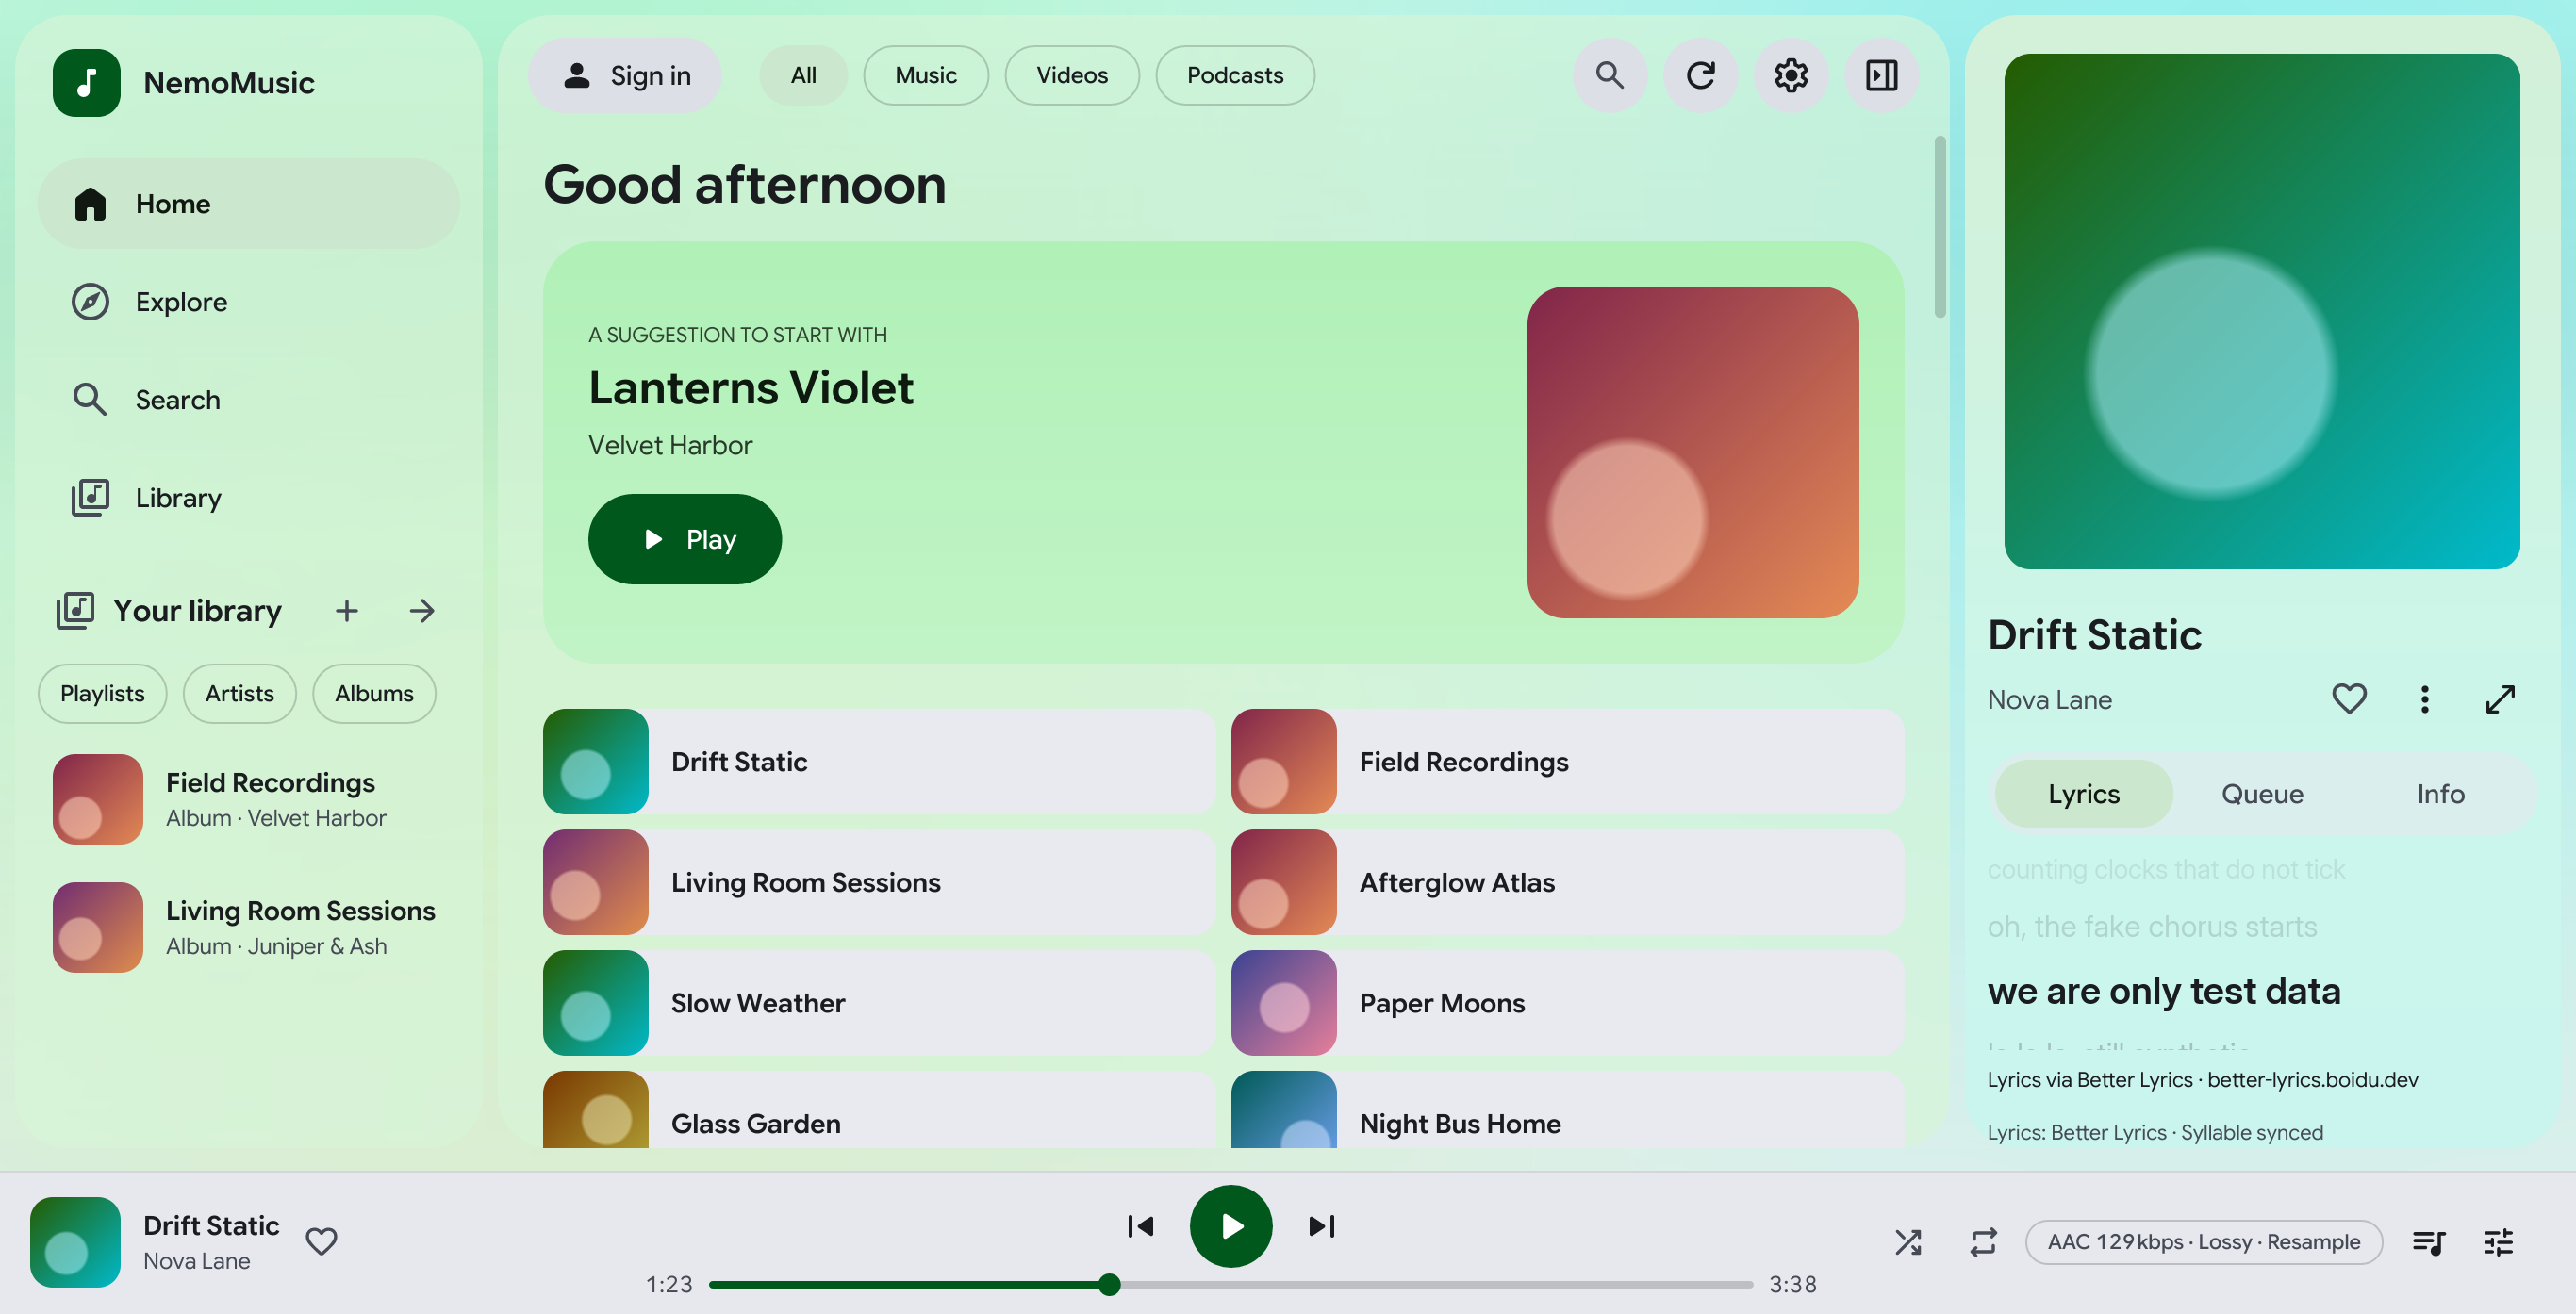 NemoMusic
Home
Explore
Search
Library
Your library
Playlists
Artists
Albums
Field Recordings
Album · Velvet Harbor
Living Room Sessions
Album · Juniper & Ash
Sign in
All
Music
Videos
Podcasts
Good afternoon
A SUGGESTION TO START WITH
Lanterns Violet
Velvet Harbor
Play
Drift Static
Field Recordings
Living Room Sessions
Afterglow Atlas
Slow Weather
Paper Moons
Glass Garden
Night Bus Home
Drift Static
Nova Lane
Lyrics
Queue
Info
counting clocks that do not tick
oh, the fake chorus starts
we are only test data
Lyrics via Better Lyrics · better-lyrics.boidu.dev
Lyrics: Better Lyrics · Syllable synced
Drift Static
Nova Lane
1:23
3:38
AAC 129kbps · Lossy · Resample